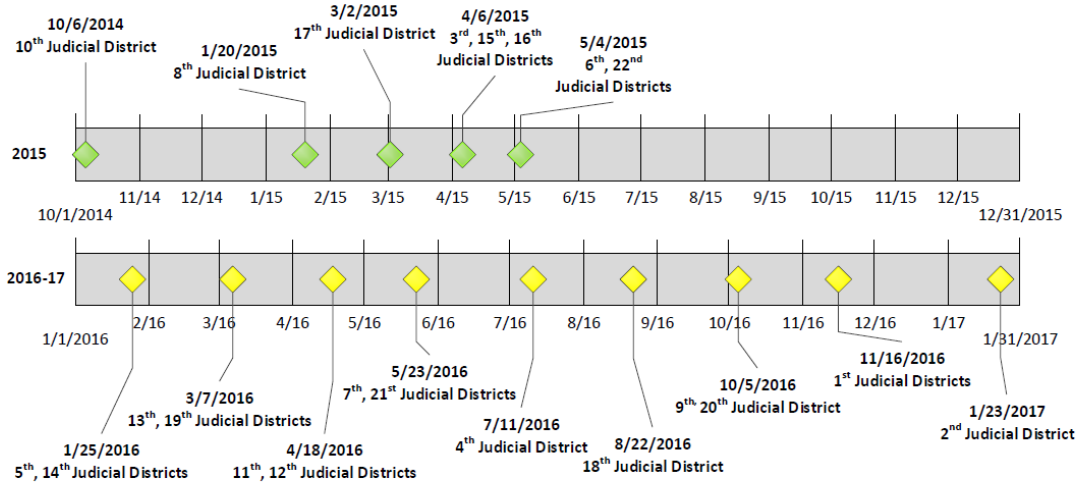 10/6/2014
10th Judicial District
1/20/2015
8th Judicial District
3/2/2015
17th Judicial District
4/6/2015
3rd, 15th, 16th
Judicial Districts
5/4/2015
6th, 22nd
Judicial Districts
2015
11/14 12/14 1/15 2/15 3/15 4/15 5/15 6/15 7/15 8/15 9/15 10/15 11/15 12/15
10/1/2014 12/31/2015
2016-17
2/16 3/16 4/16 5/16 6/16 7/16 8/16 9/16 10/16 11/16 12/16 1/17
1/1/2016 1/31/2017
1/25/2016
5th, 14th Judicial Districts
3/7/2016
13th, 19th Judicial Districts
4/18/2016
11th, 12th Judicial Districts
5/23/2016
7th, 21st Judicial Districts
7/11/2016
4th Judicial District
8/22/2016
18th Judicial District
10/5/2016
9th, 20th Judicial District
11/16/2016
1st Judicial Districts
1/23/2017
2nd Judicial District